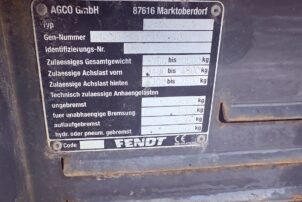 AGCO GmbH 87616 Marktoberdorf
Typ
Gen-Nummer
Identifizierungs-Nr.
Zulaessiges Gesamtgewicht bis kg
Zulaessige Achslast vorn bis kg
Zulaessige Achslast hinten bis kg
Technisch zulaessige Anhaengelasten
ungebremst kg
fuer unabhaengige Bremsung kg
auflaufgebremst kg
hydr. oder pneum. gebremst kg
Code FENDT CE